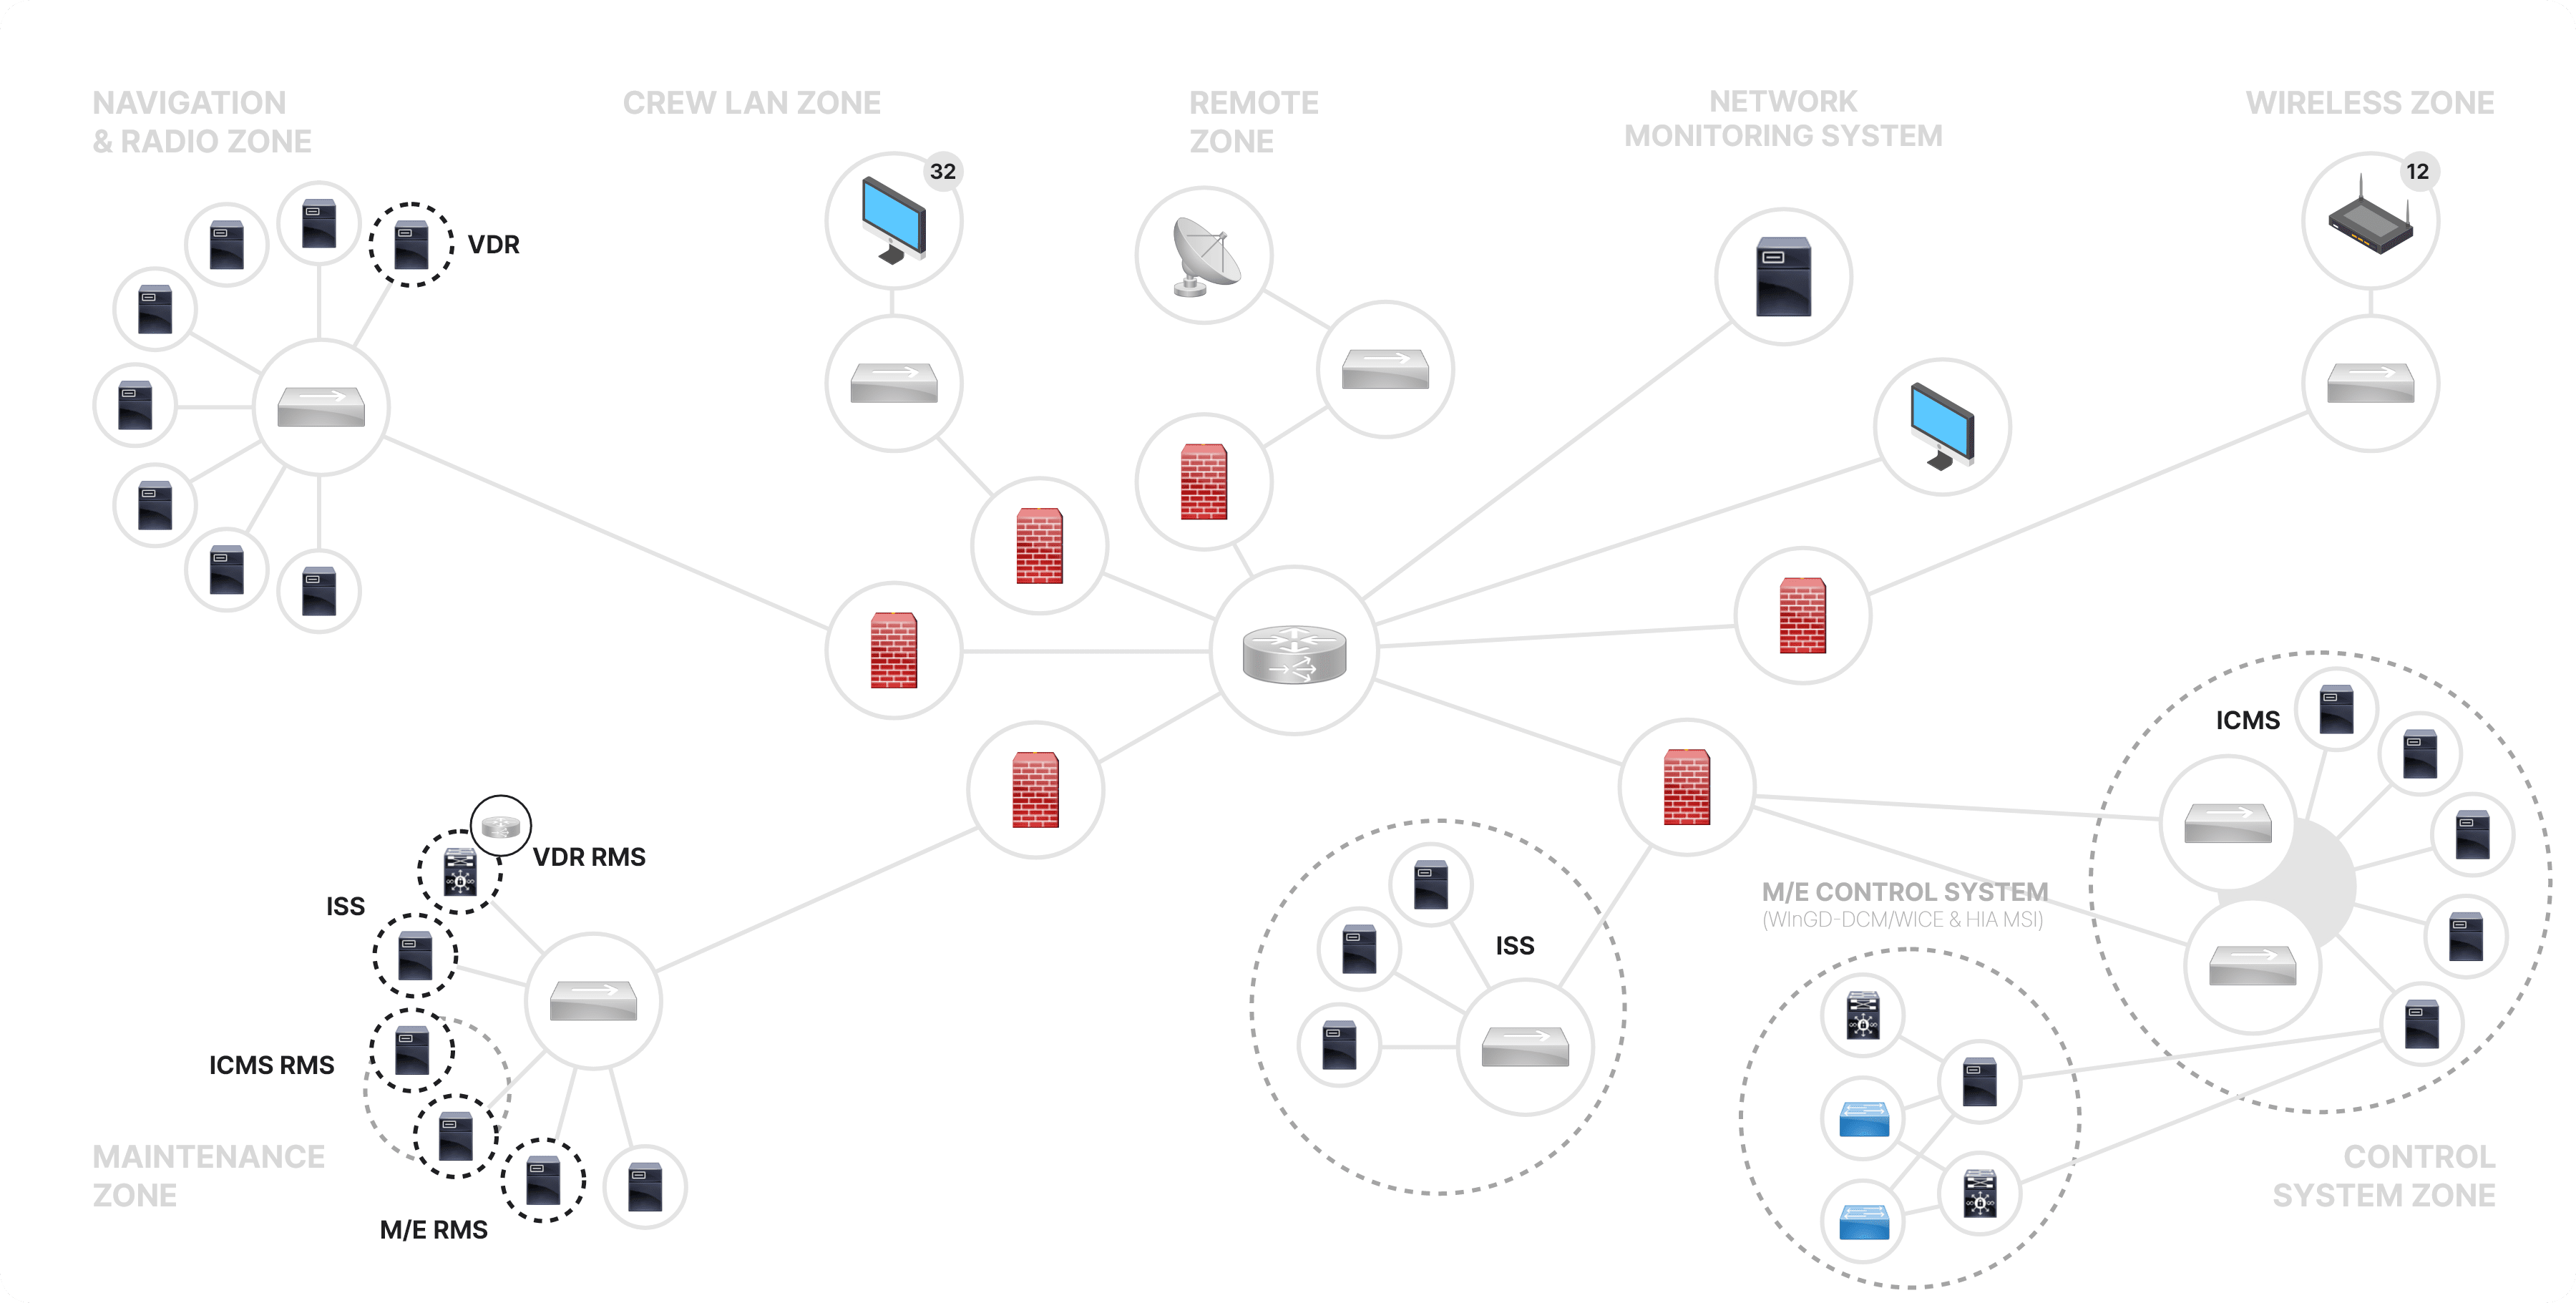 NAVIGATION
& RADIO ZONE
CREW LAN ZONE
REMOTE
ZONE
NETWORK
MONITORING SYSTEM
WIRELESS ZONE
32
12
VDR
ICMS
VDR RMS
ISS
M/E CONTROL SYSTEM
(WInGD-DCM/WICE & HIA MSI)
ISS
ICMS RMS
MAINTENANCE
ZONE
M/E RMS
CONTROL
SYSTEM ZONE